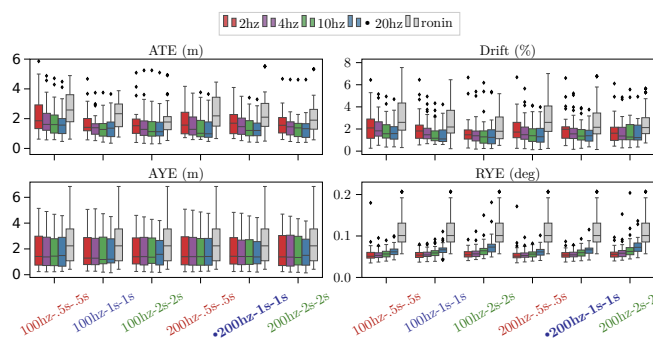 2hz 4hz 10hz • 20hz ronin
ATE (m)
6
4
2
0
Drift (%)
8
6
4
2
0
AYE (m)
6
4
2
0
RYE (deg)
0.2
0.1
0.0
100hz-.5s-.5s
100hz-1s-1s
100hz-2s-2s
200hz-.5s-.5s
•200hz-1s-1s
200hz-2s-2s
100hz-.5s-.5s
100hz-1s-1s
100hz-2s-2s
200hz-.5s-.5s
•200hz-1s-1s
200hz-2s-2s